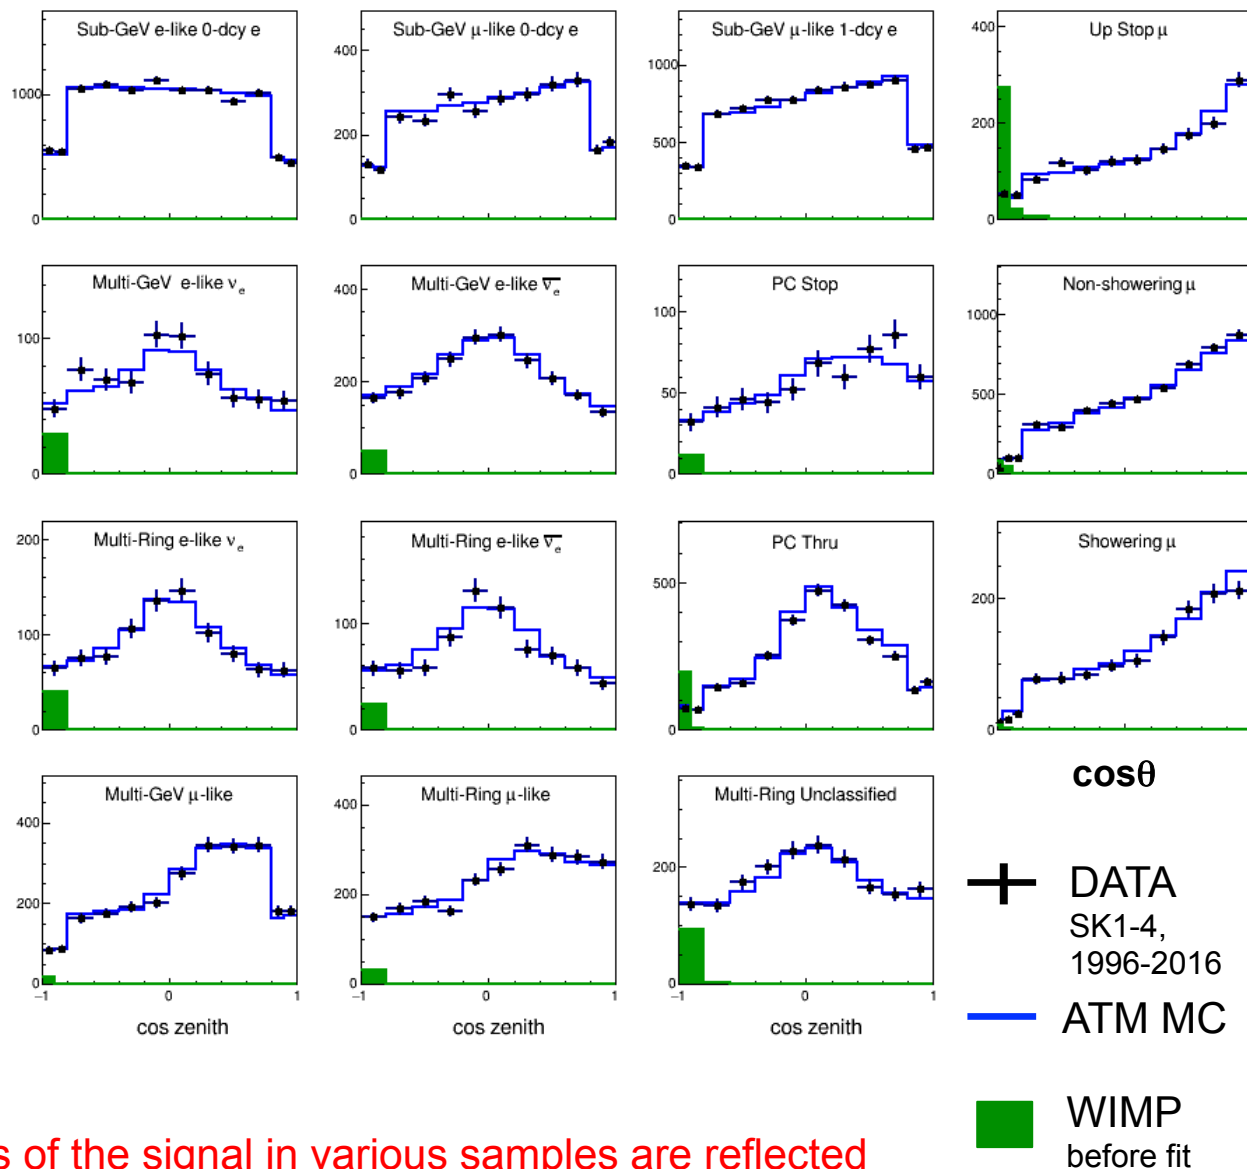 Sub-GeV e-like 0-dcy e
1000
0
Sub-GeV μ-like 0-dcy e
400
200
0
Sub-GeV μ-like 1-dcy e
1000
500
0
Up Stop μ
400
200
0
Multi-GeV e-like νe
100
0
Multi-GeV e-like ν̅e
400
200
0
PC Stop
100
50
0
Non-showering μ
1000
500
0
Multi-Ring e-like νe
200
100
0
Multi-Ring e-like ν̅e
100
0
PC Thru
500
0
Showering μ
200
0
Multi-GeV μ-like
400
200
0
−1 0 1
cos zenith
Multi-Ring μ-like
400
200
0
0
cos zenith
Multi-Ring Unclassified
200
0
−1 0 1
cos zenith
cosθ
DATA
SK1-4,
1996-2016
ATM MC
WIMP
before fit
s of the signal in various samples are reflected